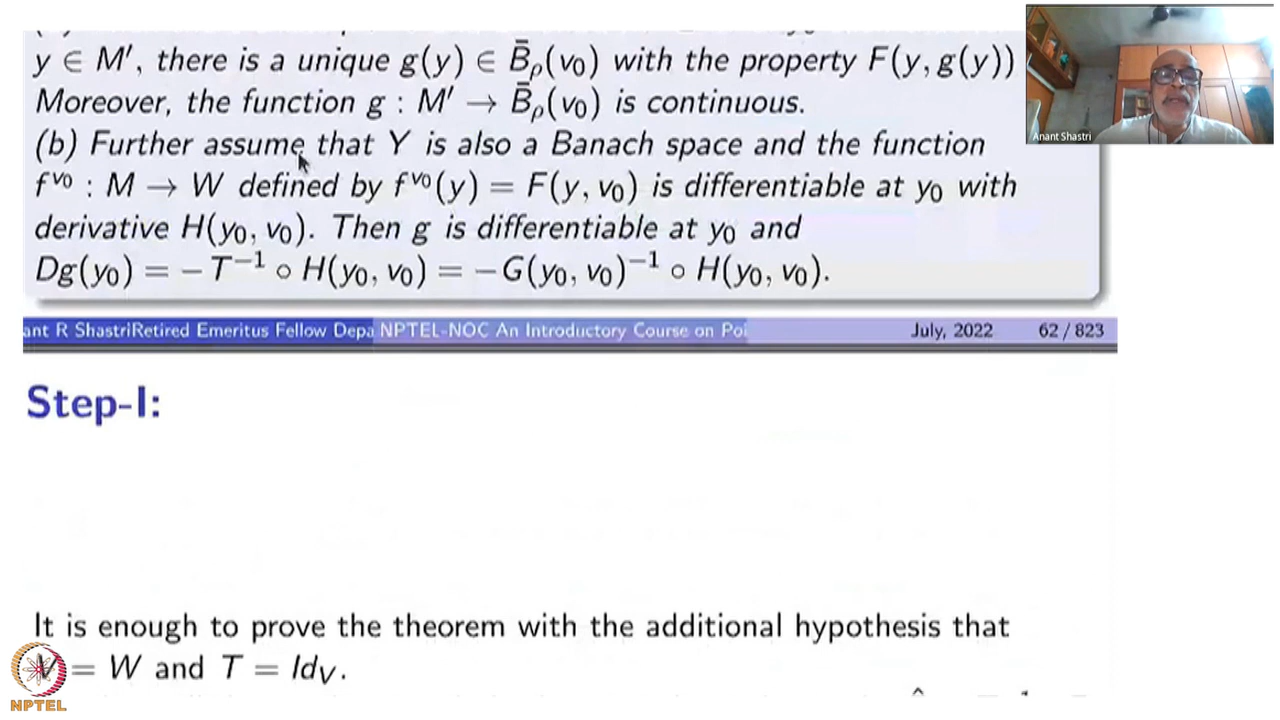 y ∈ M′, there is a unique g(y) ∈ B̄ρ(v₀) with the property F(y, g(y))
Moreover, the function g : M′ → B̄ρ(v₀) is continuous.
(b) Further assume that Y is also a Banach space and the function
f^v₀ : M → W defined by f^v₀(y) = F(y, v₀) is differentiable at y₀ with
derivative H(y₀, v₀). Then g is differentiable at y₀ and
Dg(y₀) = −T⁻¹ ∘ H(y₀, v₀) = −G(y₀, v₀)⁻¹ ∘ H(y₀, v₀).
Anant Shastri
ant R ShastriRetired Emeritus Fellow Depa NPTEL-NOC An Introductory Course on Poi July, 2022 62 / 823
Step-I:
It is enough to prove the theorem with the additional hypothesis that
V = W and T = Id_V.
NPTEL